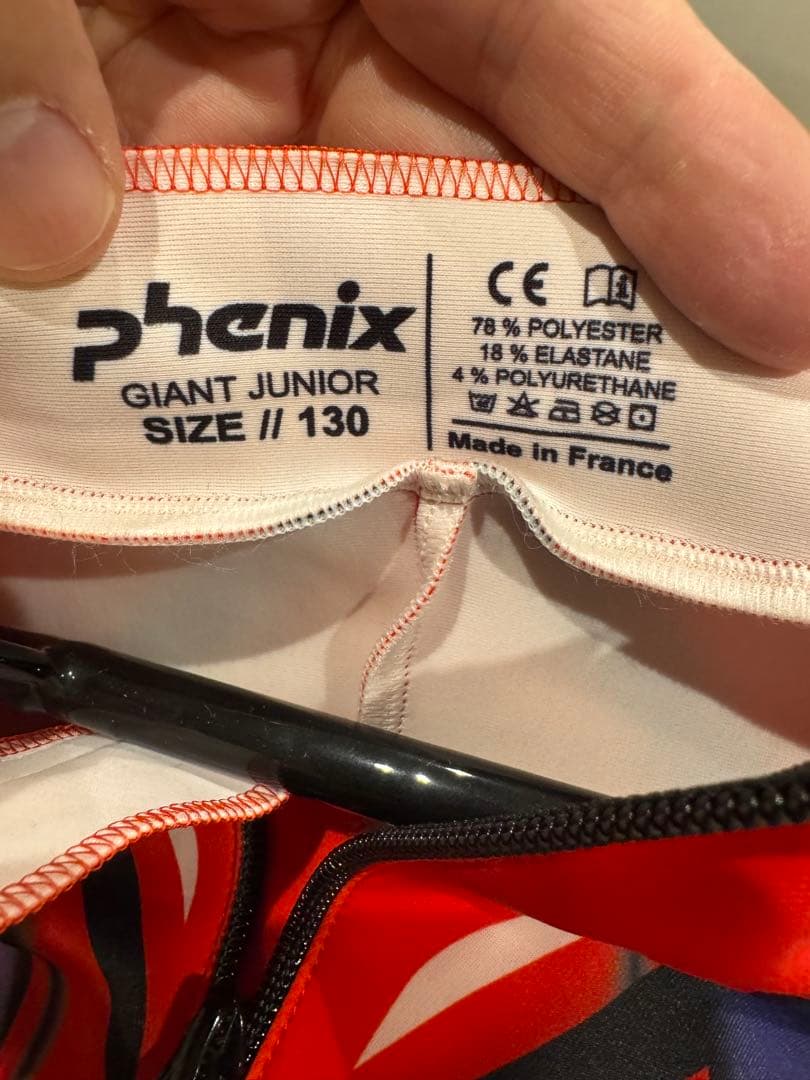 phenix
GIANT JUNIOR
SIZE // 130
CE
78 % POLYESTER
18 % ELASTANE
4 % POLYURETHANE
Made in France